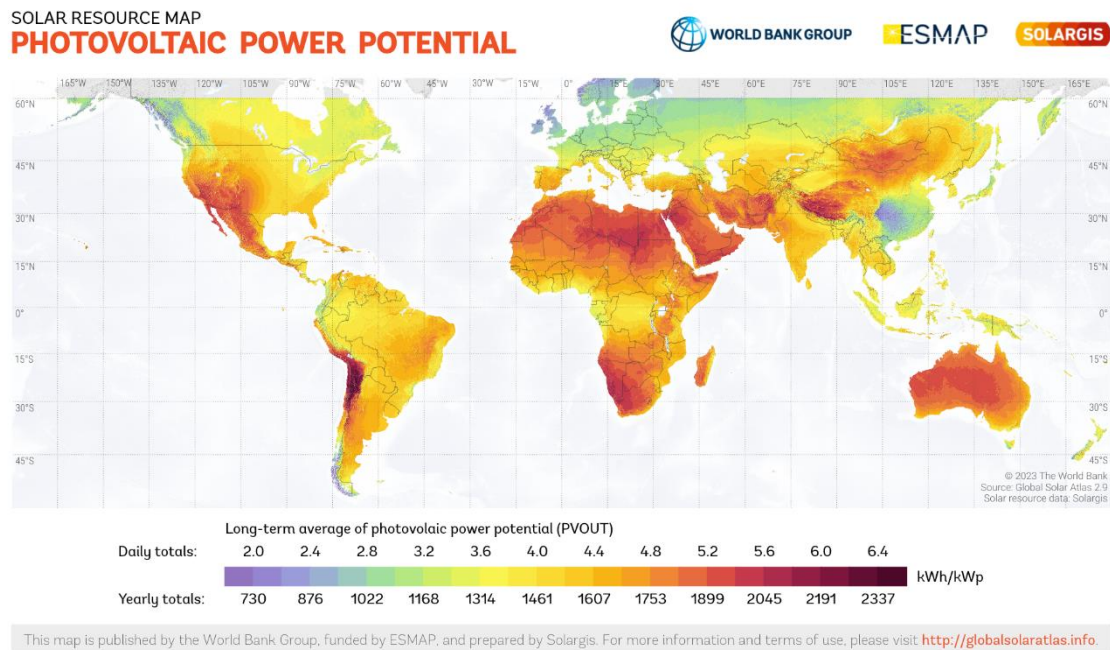 SOLAR RESOURCE MAP
PHOTOVOLTAIC POWER POTENTIAL
WORLD BANK GROUP
ESMAP
SOLARGIS
165°W 150°W 135°W 120°W 105°W 90°W 75°W 60°W 45°W 15°W 0° 15°E 30°E 45°E 60°E 75°E 90°E 105°E 120°E 135°E 150°E 165°E
60°N 60°N
45°N 45°N
30°N 30°N
15°N 15°N
0° 0°
15°S 15°S
30°S 30°S
45°S 45°S
© 2023 The World Bank
Source: Global Solar Atlas 2.9
Solar resource data: Solargis
Long-term average of photovolaic power potential (PVOUT)
Daily totals: 2.0 2.4 2.8 3.2 3.6 4.0 4.4 4.8 5.2 5.6 6.0 6.4
kWh/kWp
Yearly totals: 730 876 1022 1168 1314 1461 1607 1753 1899 2045 2191 2337
This map is published by the World Bank Group, funded by ESMAP, and prepared by Solargis. For more information and terms of use, please visit http://globalsolaratlas.info.